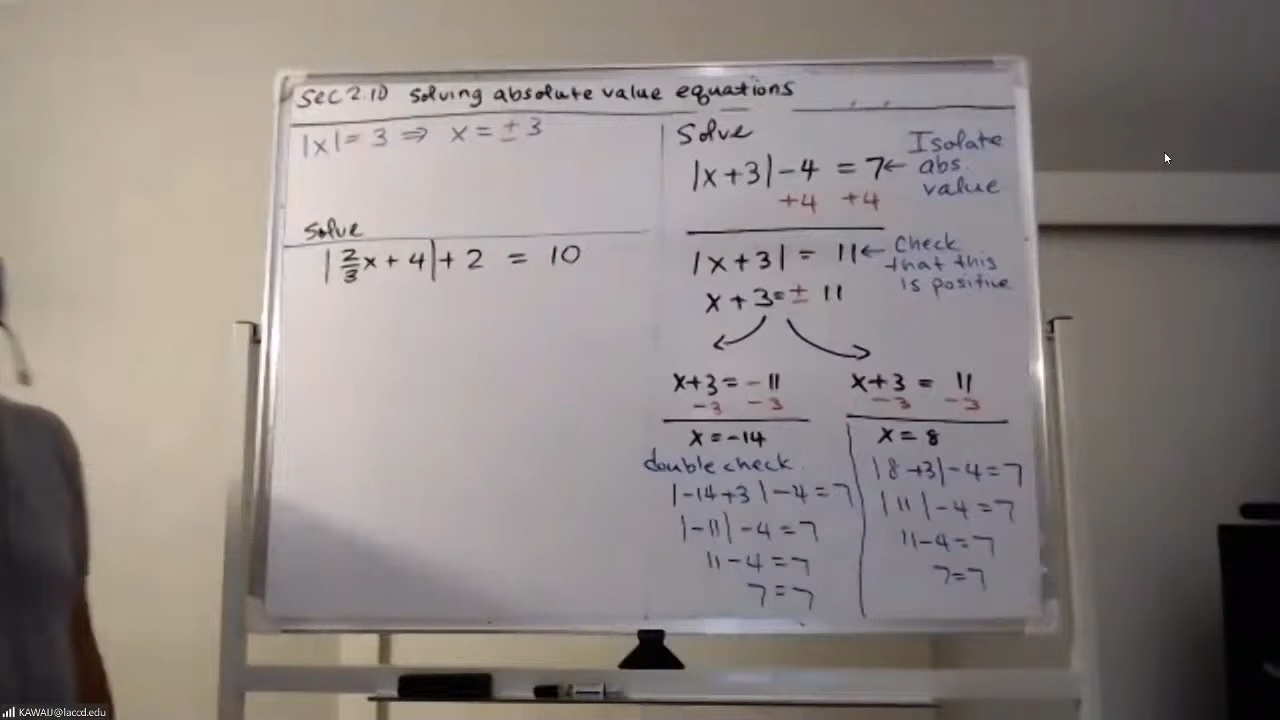 Sec 2.10 Solving absolute value equations
|x| = 3 ⇒ x = ± 3
Solve
|2/3 x + 4| + 2 = 10
Solve
|x+3| - 4 = 7 ← Isolate
abs.
value
+4 +4
|x+3| = 11 ← Check
that this
is positive
x + 3 = ± 11
x+3 = -11
-3 -3
x = -14
double check
|-14+3| - 4 = 7
|-11| - 4 = 7
11 - 4 = 7
7 = 7
x+3 = 11
-3 -3
x = 8
|8+3| - 4 = 7
|11| - 4 = 7
11-4 = 7
7=7
KAWAIJ@laccd.edu